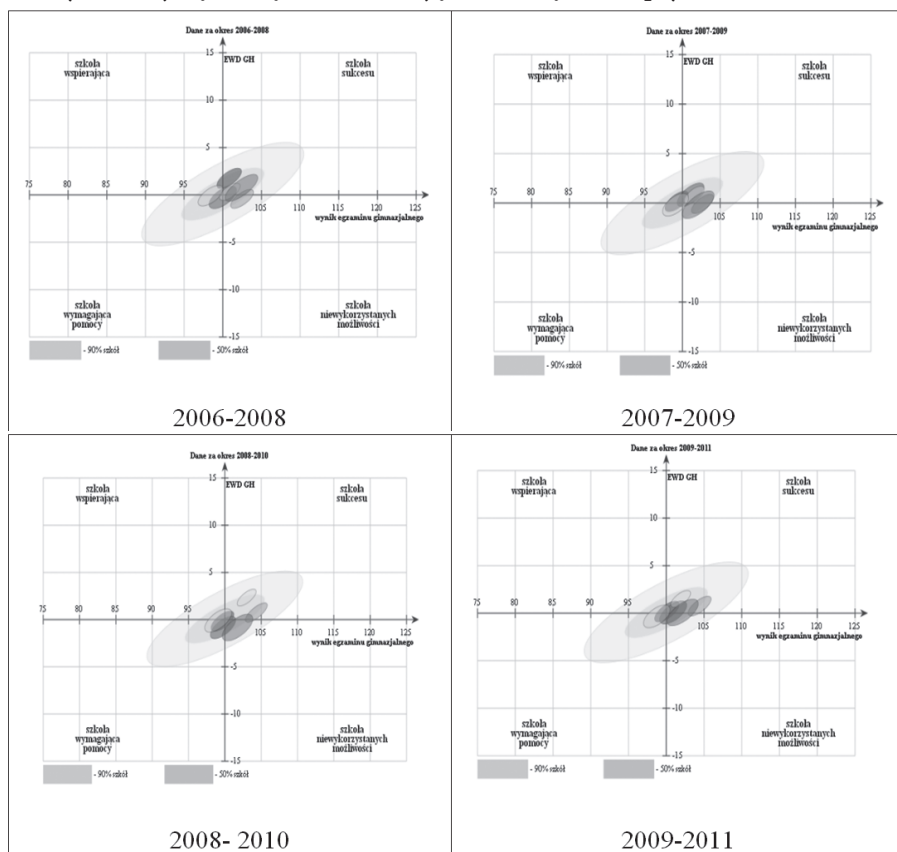 Dane za okres 2006-2008
EWD GH
szkoła wspierająca
szkoła sukcesu
15
10
5
75 80 85 90 95 105 110 115 120 125
wynik egzaminu gimnazjalnego
-5
-10
-15
szkoła wymagająca pomocy
szkoła niewykorzystanych możliwości
- 90% szkół - 50% szkół
2006-2008
Dane za okres 2007-2009
EWD GH
szkoła wspierająca
szkoła sukcesu
15
10
5
75 80 85 90 95 105 110 115 120 125
wynik egzaminu gimnazjalnego
-5
-10
-15
szkoła wymagająca pomocy
szkoła niewykorzystanych możliwości
- 90% szkół - 50% szkół
2007-2009
Dane za okres 2008-2010
EWD GH
szkoła wspierająca
szkoła sukcesu
15
10
5
75 80 85 90 95 105 110 115 120 125
wynik egzaminu gimnazjalnego
-5
-10
-15
szkoła wymagająca pomocy
szkoła niewykorzystanych możliwości
- 90% szkół - 50% szkół
2008- 2010
Dane za okres 2009-2011
EWD GH
szkoła wspierająca
szkoła sukcesu
15
10
5
75 80 85 90 95 105 110 115 120 125
wynik egzaminu gimnazjalnego
-5
-10
-15
szkoła wymagająca pomocy
szkoła niewykorzystanych możliwości
- 90% szkół - 50% szkół
2009-2011